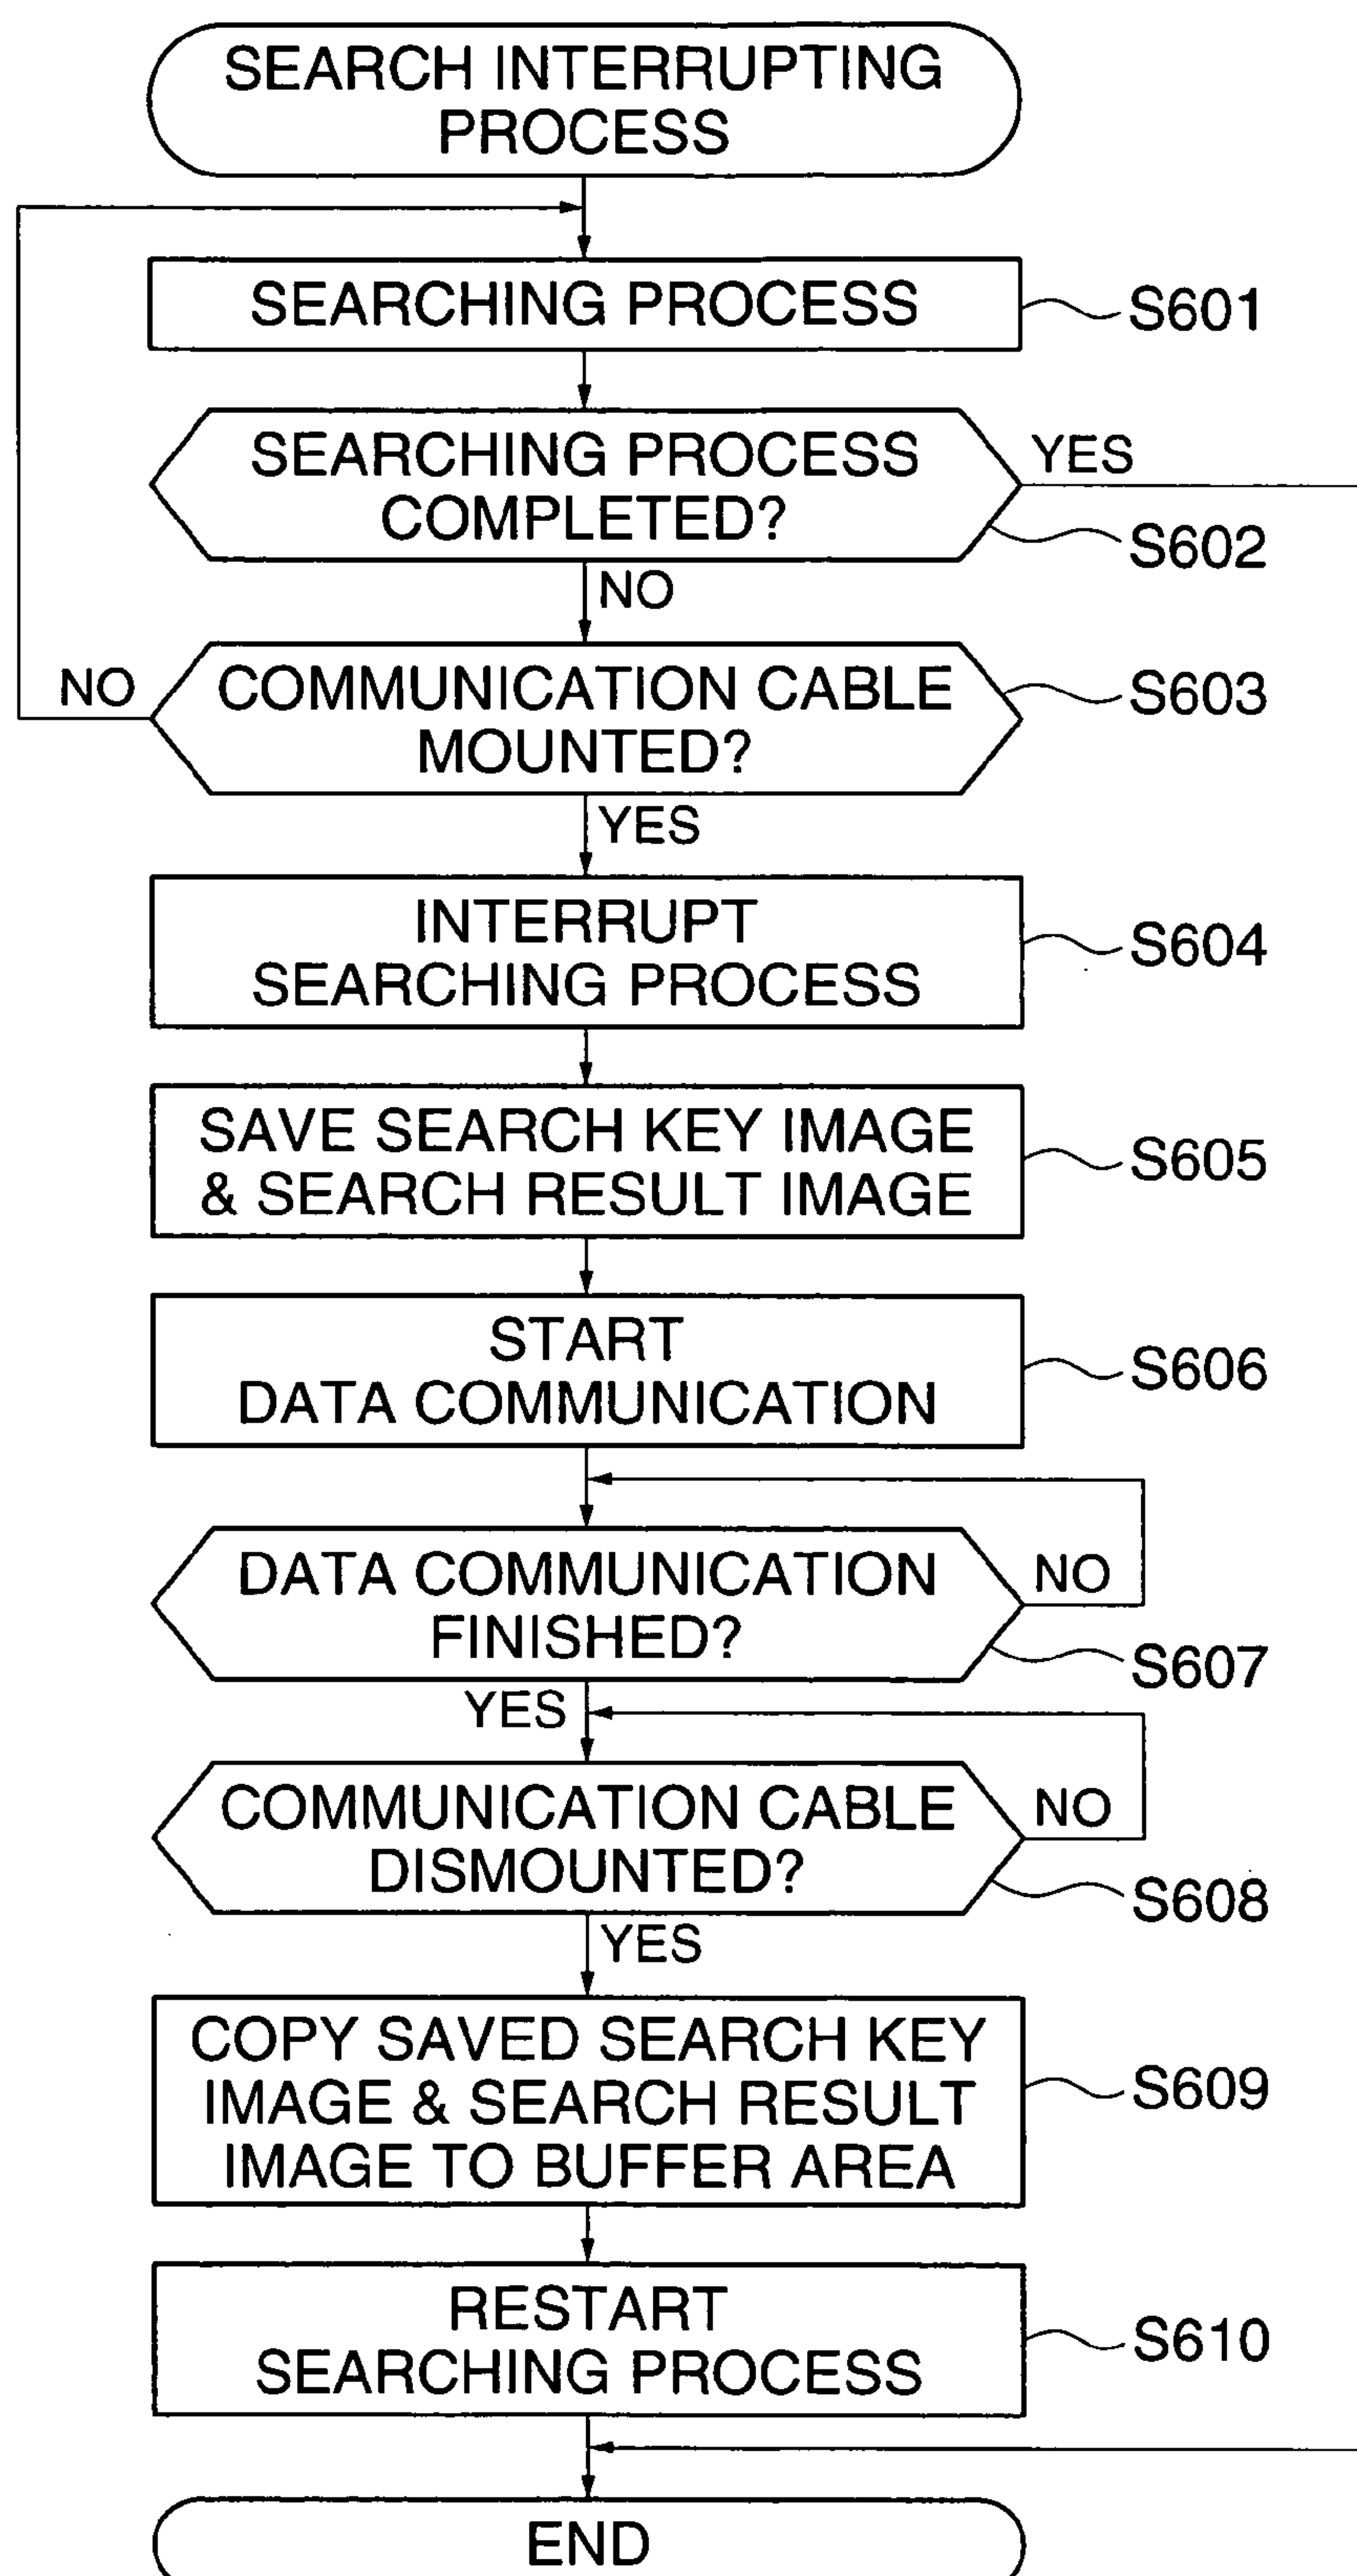 SEARCH INTERRUPTING
PROCESS
SEARCHING PROCESS
S601
SEARCHING PROCESS
COMPLETED?
YES
S602
NO
COMMUNICATION CABLE
MOUNTED?
NO
S603
YES
INTERRUPT
SEARCHING PROCESS
S604
SAVE SEARCH KEY IMAGE
& SEARCH RESULT IMAGE
S605
START
DATA COMMUNICATION
S606
DATA COMMUNICATION
FINISHED?
NO
S607
YES
COMMUNICATION CABLE
DISMOUNTED?
NO
S608
YES
COPY SAVED SEARCH KEY
IMAGE & SEARCH RESULT
IMAGE TO BUFFER AREA
S609
RESTART
SEARCHING PROCESS
S610
END